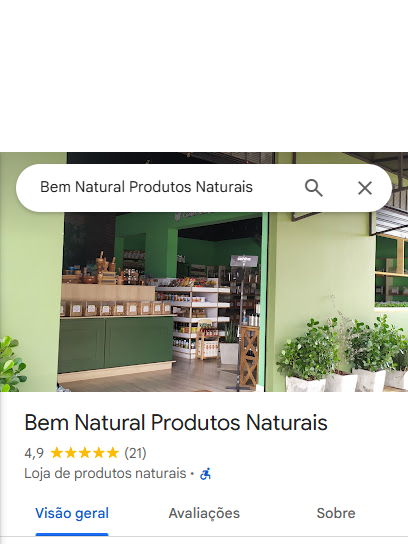 Bem Natural Produtos Naturais
Bem Natural Produtos Naturais
4,9 ★★★★★ (21)
Loja de produtos naturais •
Visão geral
Avaliações
Sobre